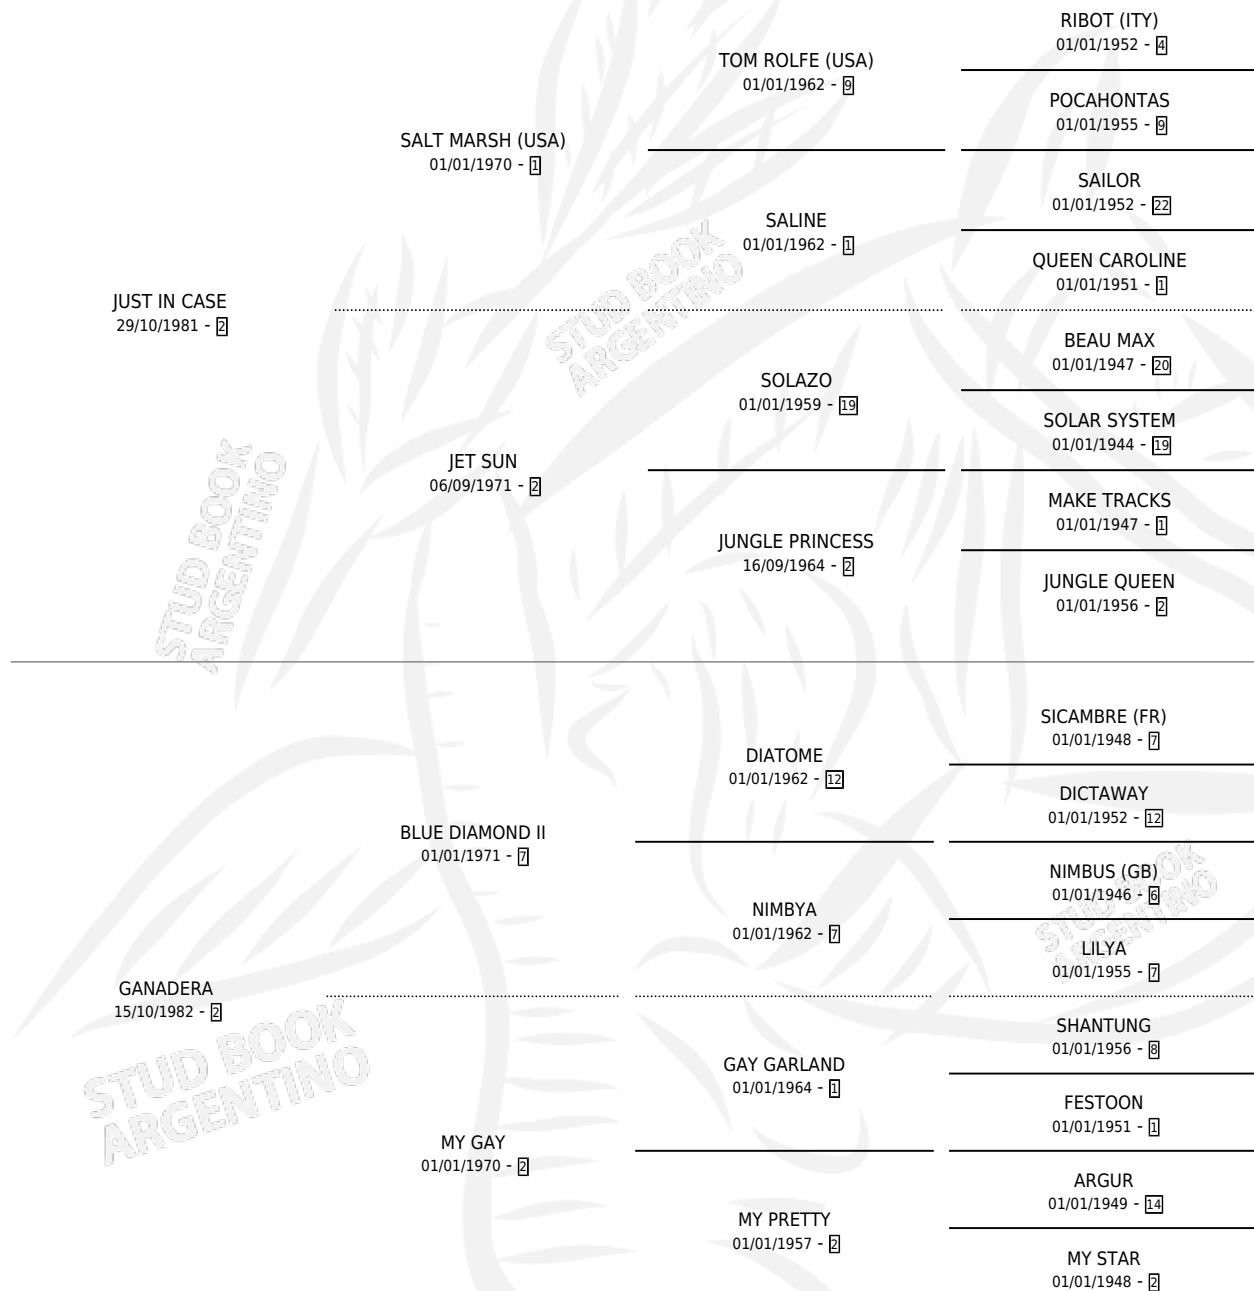 RIBOT (ITY)
01/01/1952 - 4
TOM ROLFE (USA)
01/01/1962 - 9
POCAHONTAS
01/01/1955 - 9
SALT MARSH (USA)
01/01/1970 - 1
SAILOR
01/01/1952 - 22
SALINE
01/01/1962 - 1
QUEEN CAROLINE
01/01/1951 - 1
JUST IN CASE
29/10/1981 - 2
STUD BOOK
ARGENTINO
BEAU MAX
01/01/1947 - 20
SOLAZO
01/01/1959 - 19
SOLAR SYSTEM
01/01/1944 - 19
JET SUN
06/09/1971 - 2
MAKE TRACKS
01/01/1947 - 1
JUNGLE PRINCESS
16/09/1964 - 2
JUNGLE QUEEN
01/01/1956 - 2
STUD BOOK
ARGENTINO
SICAMBRE (FR)
01/01/1948 - 7
DIATOME
01/01/1962 - 12
DICTAWAY
01/01/1952 - 12
BLUE DIAMOND II
01/01/1971 - 7
NIMBUS (GB)
01/01/1946 - 6
NIMBYA
01/01/1962 - 7
LILYA
01/01/1955 - 7
STUD BOOK
ARGENTINO
GANADERA
15/10/1982 - 2
SHANTUNG
01/01/1956 - 8
GAY GARLAND
01/01/1964 - 1
FESTOON
01/01/1951 - 1
STUD BOOK
ARGENTINO
MY GAY
01/01/1970 - 2
ARGUR
01/01/1949 - 14
MY PRETTY
01/01/1957 - 2
MY STAR
01/01/1948 - 2